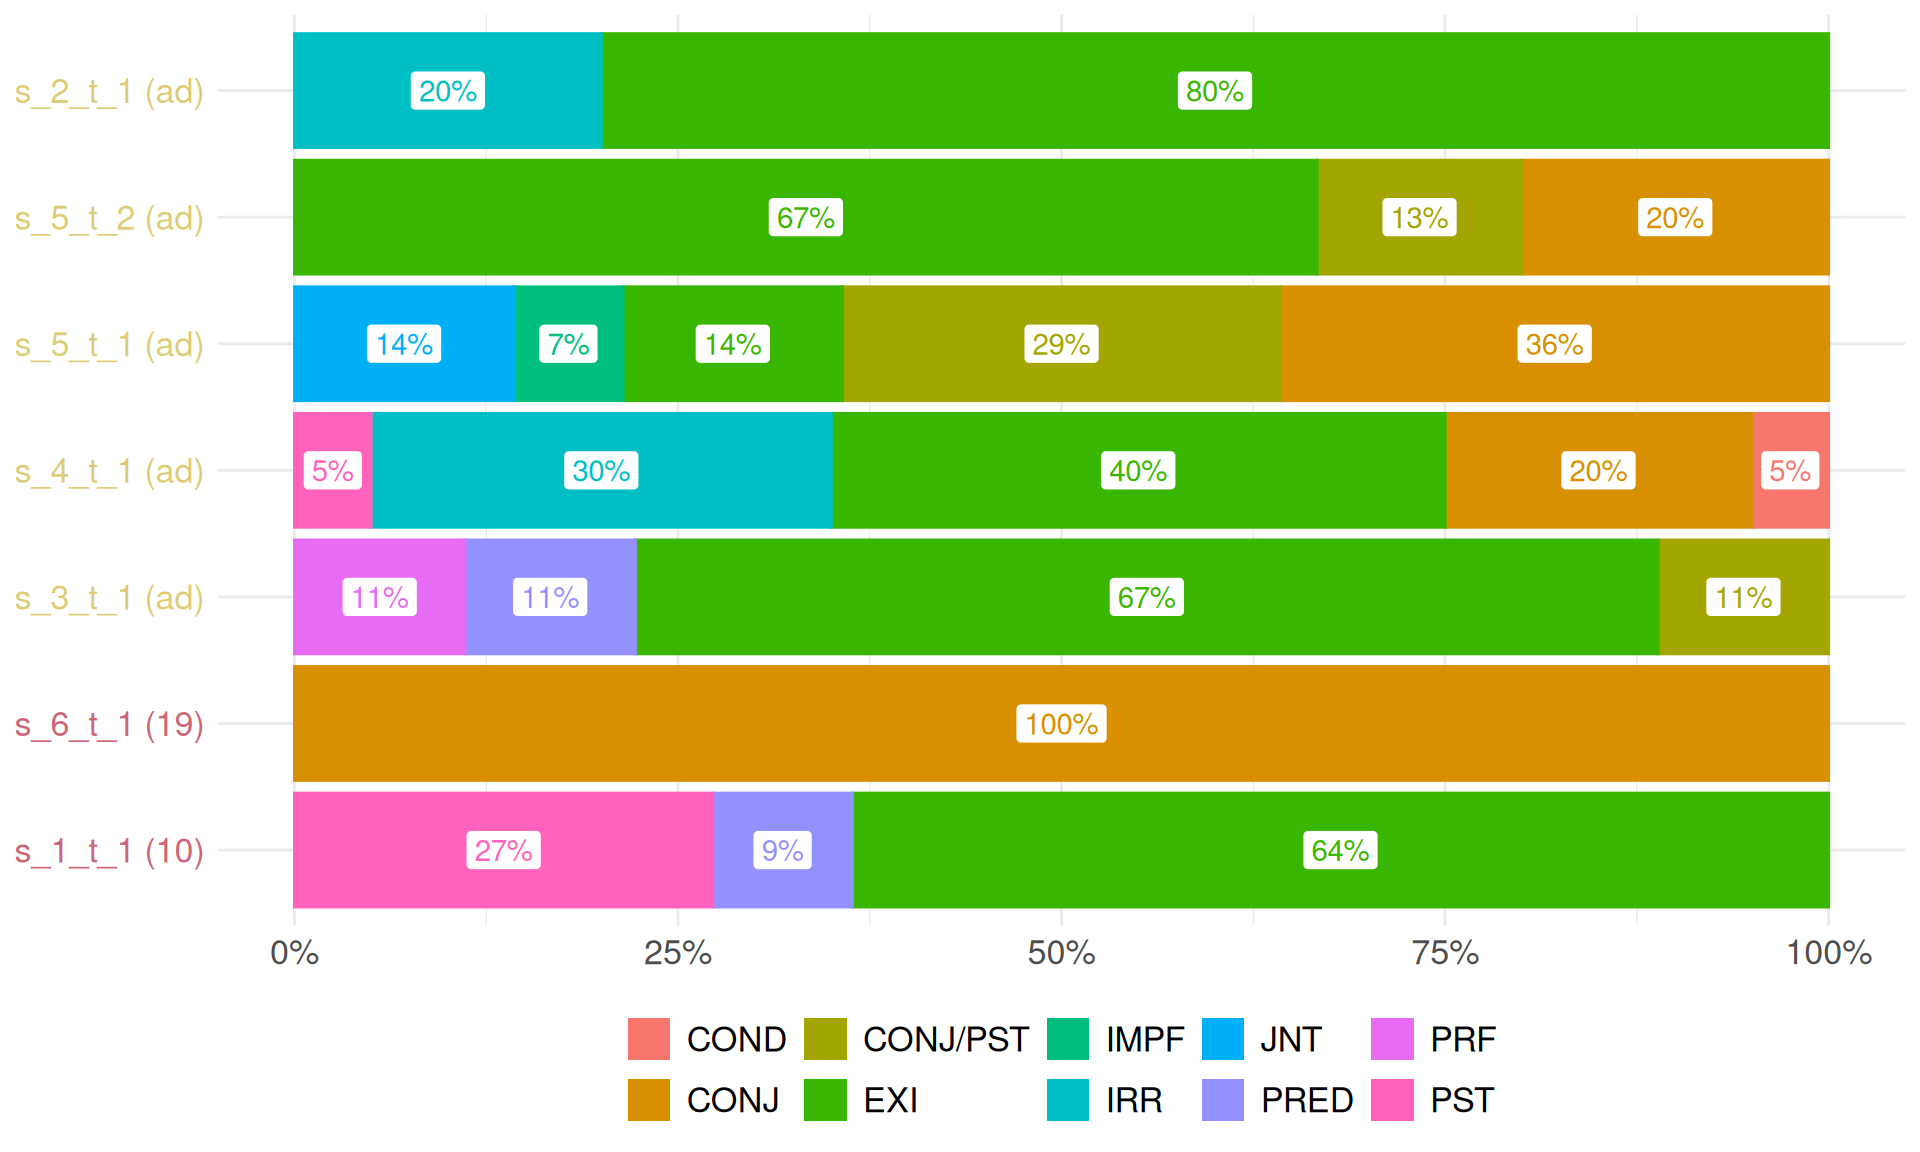 s_2_t_1 (ad) 20% 80%
s_5_t_2 (ad) 67% 13% 20%
s_5_t_1 (ad) 14% 7% 14% 29% 36%
s_4_t_1 (ad) 5% 30% 40% 20% 5%
s_3_t_1 (ad) 11% 11% 67% 11%
s_6_t_1 (19) 100%
s_1_t_1 (10) 27% 9% 64%
0% 25% 50% 75% 100%
COND CONJ/PST IMPF JNT PRF
CONJ EXI IRR PRED PST